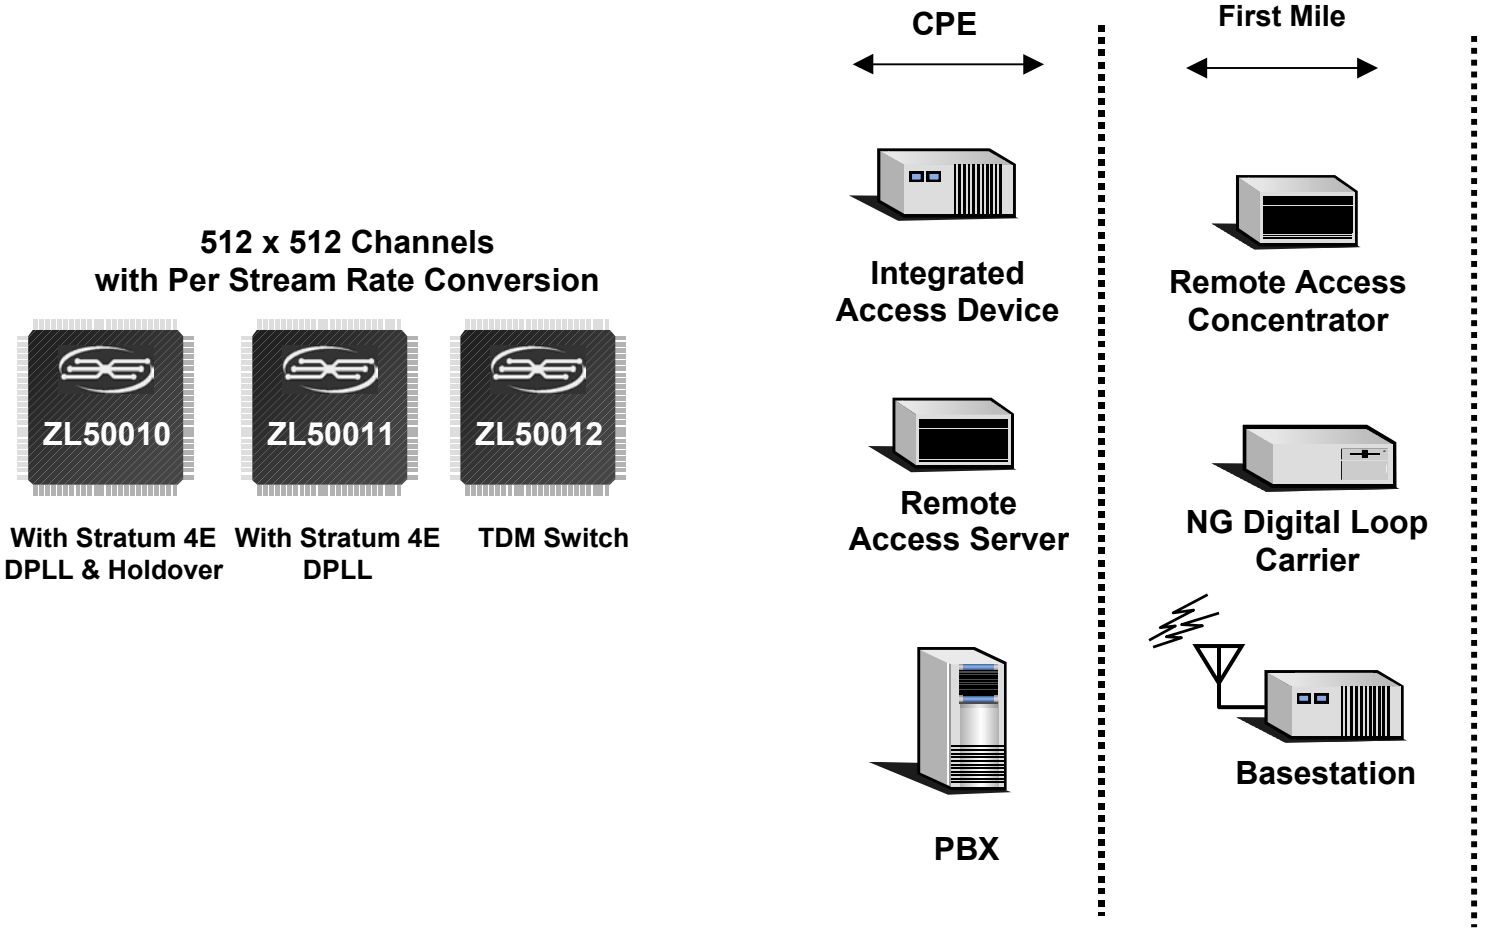 512 x 512 Channels
with Per Stream Rate Conversion
ZL50010
ZL50011
ZL50012
With Stratum 4E
DPLL & Holdover
With Stratum 4E
DPLL
TDM Switch
CPE
Integrated
Access Device
Remote
Access Server
PBX
First Mile
Remote Access
Concentrator
NG Digital Loop
Carrier
Basestation